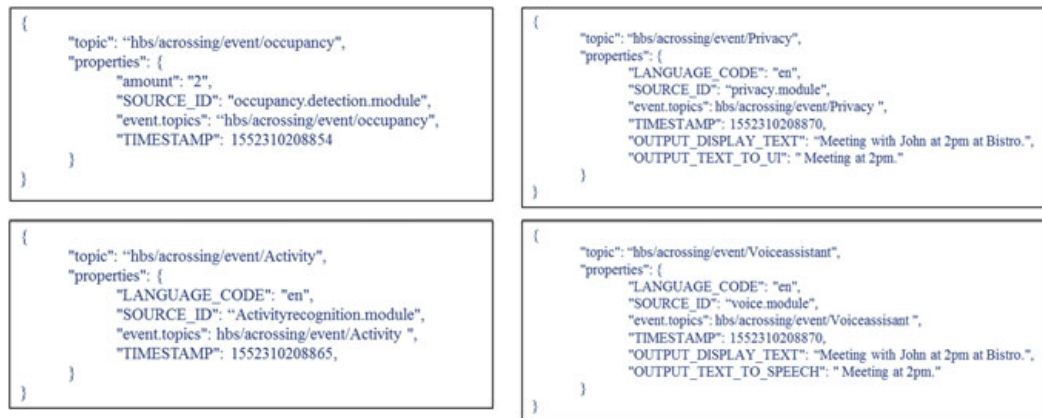 {
"topic": “hbs/acrossing/event/occupancy",
"properties": {
"amount": "2",
"SOURCE_ID": "occupancy.detection.module",
"event.topics": “hbs/acrossing/event/occupancy",
"TIMESTAMP": 1552310208854
}
}
{
"topic": “hbs/acrossing/event/Privacy",
"properties": {
"LANGUAGE_CODE": "en",
"SOURCE_ID": “privacy.module",
"event.topics": hbs/acrossing/event/Privacy ",
"TIMESTAMP": 1552310208870,
"OUTPUT_DISPLAY_TEXT": “Meeting with John at 2pm at Bistro.",
"OUTPUT_TEXT_TO_UI": " Meeting at 2pm."
}
}
{
"topic": “hbs/acrossing/event/Activity",
"properties": {
"LANGUAGE_CODE": "en",
"SOURCE_ID": “Activityrecognition.module",
"event.topics": hbs/acrossing/event/Activity ",
"TIMESTAMP": 1552310208865,
}
}
{
"topic": “hbs/acrossing/event/Voiceassistant",
"properties": {
"LANGUAGE_CODE": "en",
"SOURCE_ID": “voice.module",
"event.topics": hbs/acrossing/event/Voiceassisant ",
"TIMESTAMP": 1552310208870,
"OUTPUT_DISPLAY_TEXT": “Meeting with John at 2pm at Bistro.",
"OUTPUT_TEXT_TO_SPEECH": " Meeting at 2pm."
}
}